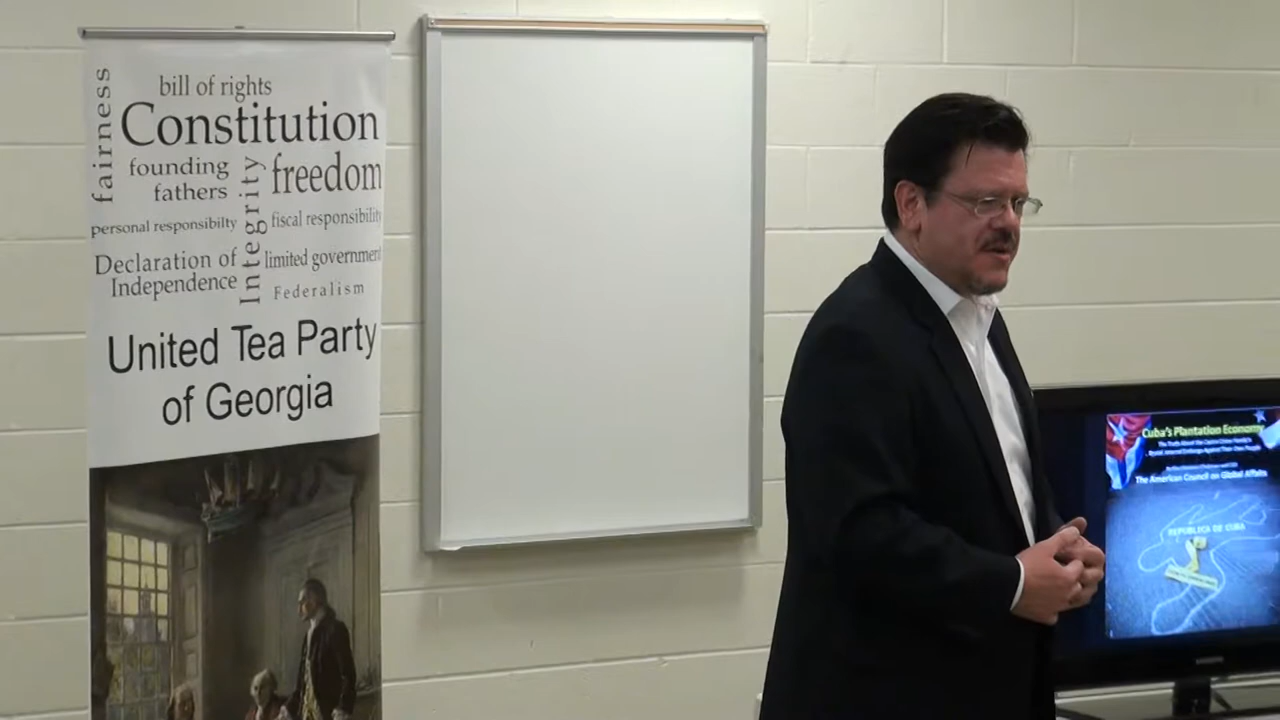 fairness
bill of rights
Constitution
founding fathers
Integrity
freedom
personal responsibilty
fiscal responsibility
Declaration of
Independence
limited government
Federalism
United Tea Party
of Georgia
Cuba's Plantation Economy
The American Council on Global Affairs
REPUBLICA DE CUBA